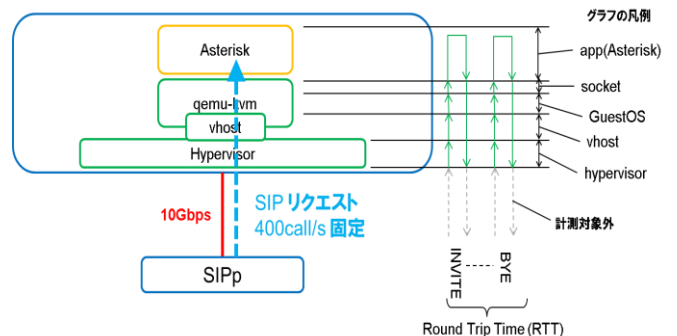 グラフの凡例
Asterisk
app(Asterisk)
socket
qemu-kvm
GuestOS
vhost
vhost
Hypervisor
hypervisor
10Gbps
SIP リクエスト
400call/s 固定
計測対象外
SIPp
INVITE
BYE
Round Trip Time (RTT)